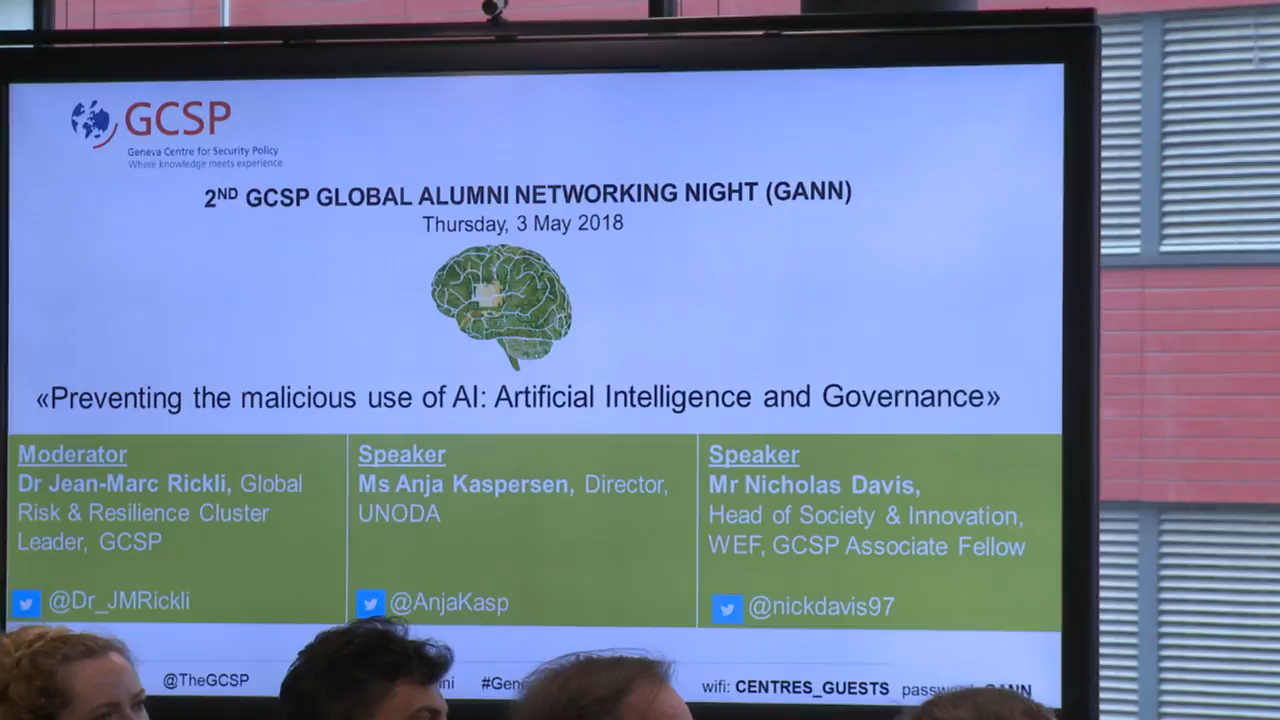 GCSP
Geneva Centre for Security Policy
Where knowledge meets experience
2ND GCSP GLOBAL ALUMNI NETWORKING NIGHT (GANN)
Thursday, 3 May 2018
«Preventing the malicious use of AI: Artificial Intelligence and Governance»
Moderator
Dr Jean-Marc Rickli, Global
Risk & Resilience Cluster
Leader, GCSP
@Dr_JMRickli
Speaker
Ms Anja Kaspersen, Director,
UNODA
@AnjaKasp
Speaker
Mr Nicholas Davis,
Head of Society & Innovation,
WEF, GCSP Associate Fellow
@nickdavis97
@TheGCSP wifi: CENTRES_GUESTS